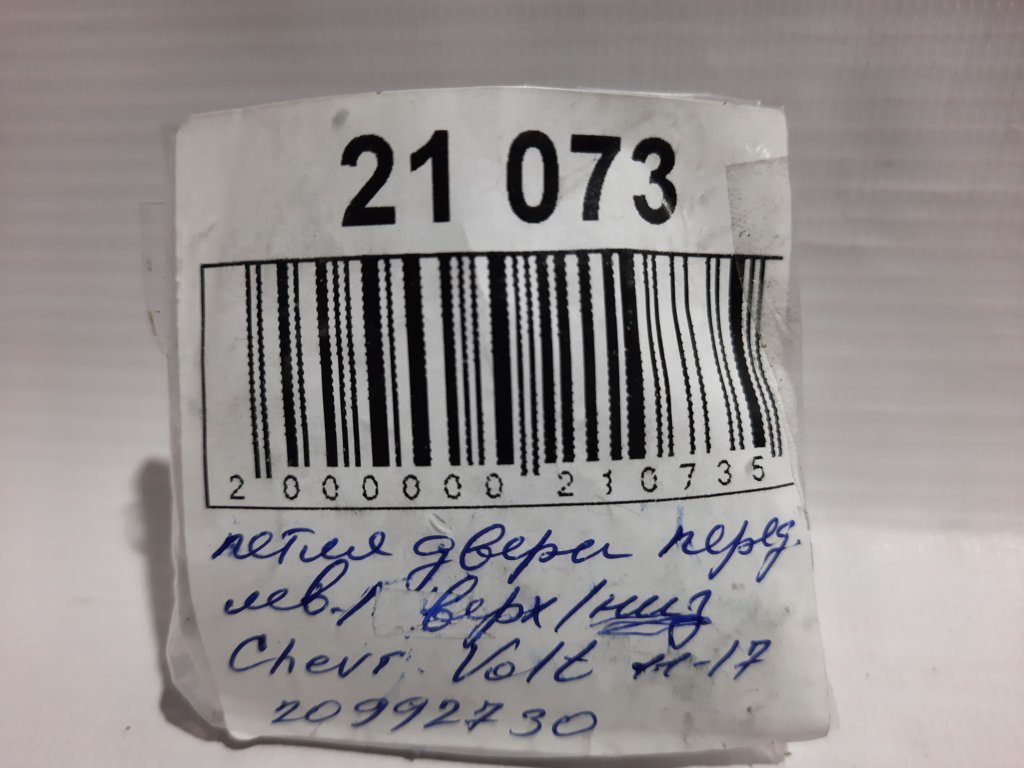 21 073
2 000000 210735
петля двери перед.
лев./ верх/низ
Chevr. Volt 11-17
20992730